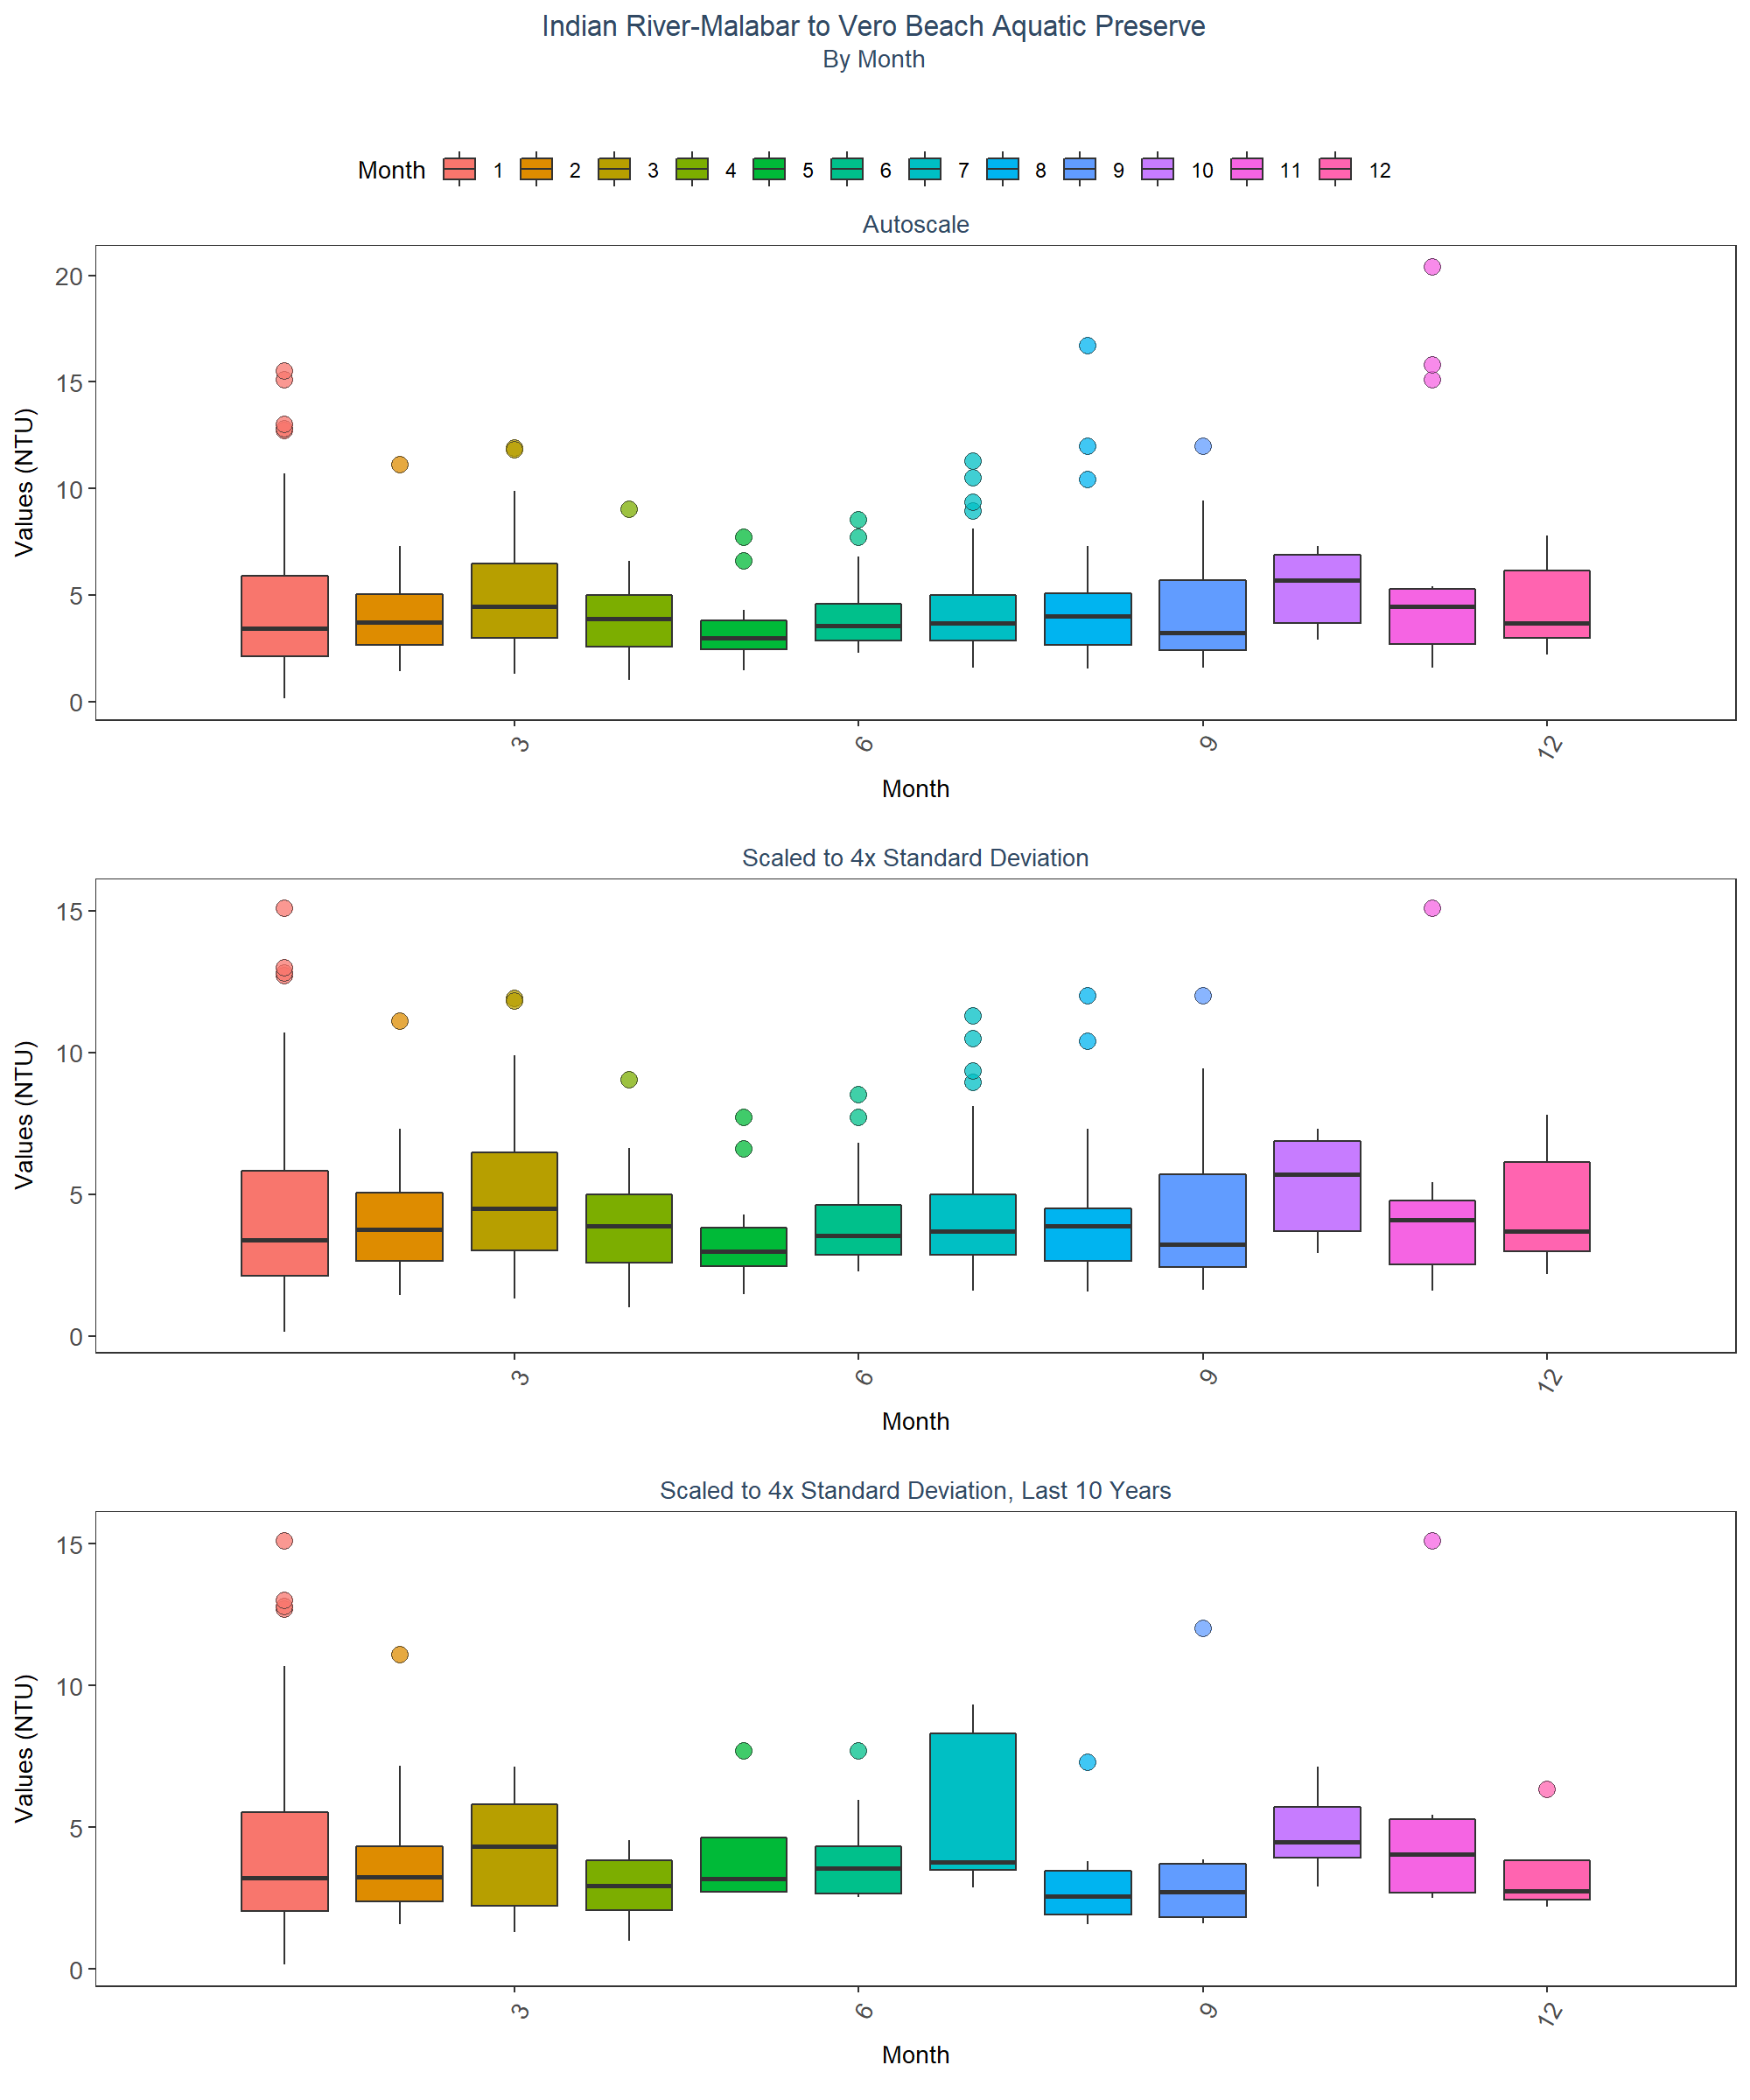 Indian River-Malabar to Vero Beach Aquatic Preserve
By Month
Month 1 2 3 4 5 6 7 8 9 10 11 12
Autoscale
Values (NTU)
20
15
10
5
0
3 6 9 12
Month
Scaled to 4x Standard Deviation
Values (NTU)
15
10
5
0
3 6 9 12
Month
Scaled to 4x Standard Deviation, Last 10 Years
Values (NTU)
15
10
5
0
3 6 9 12
Month